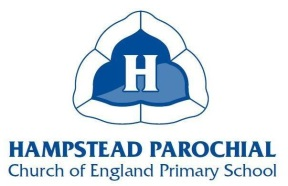 H
HAMPSTEAD PAROCHIAL
Church of England Primary School